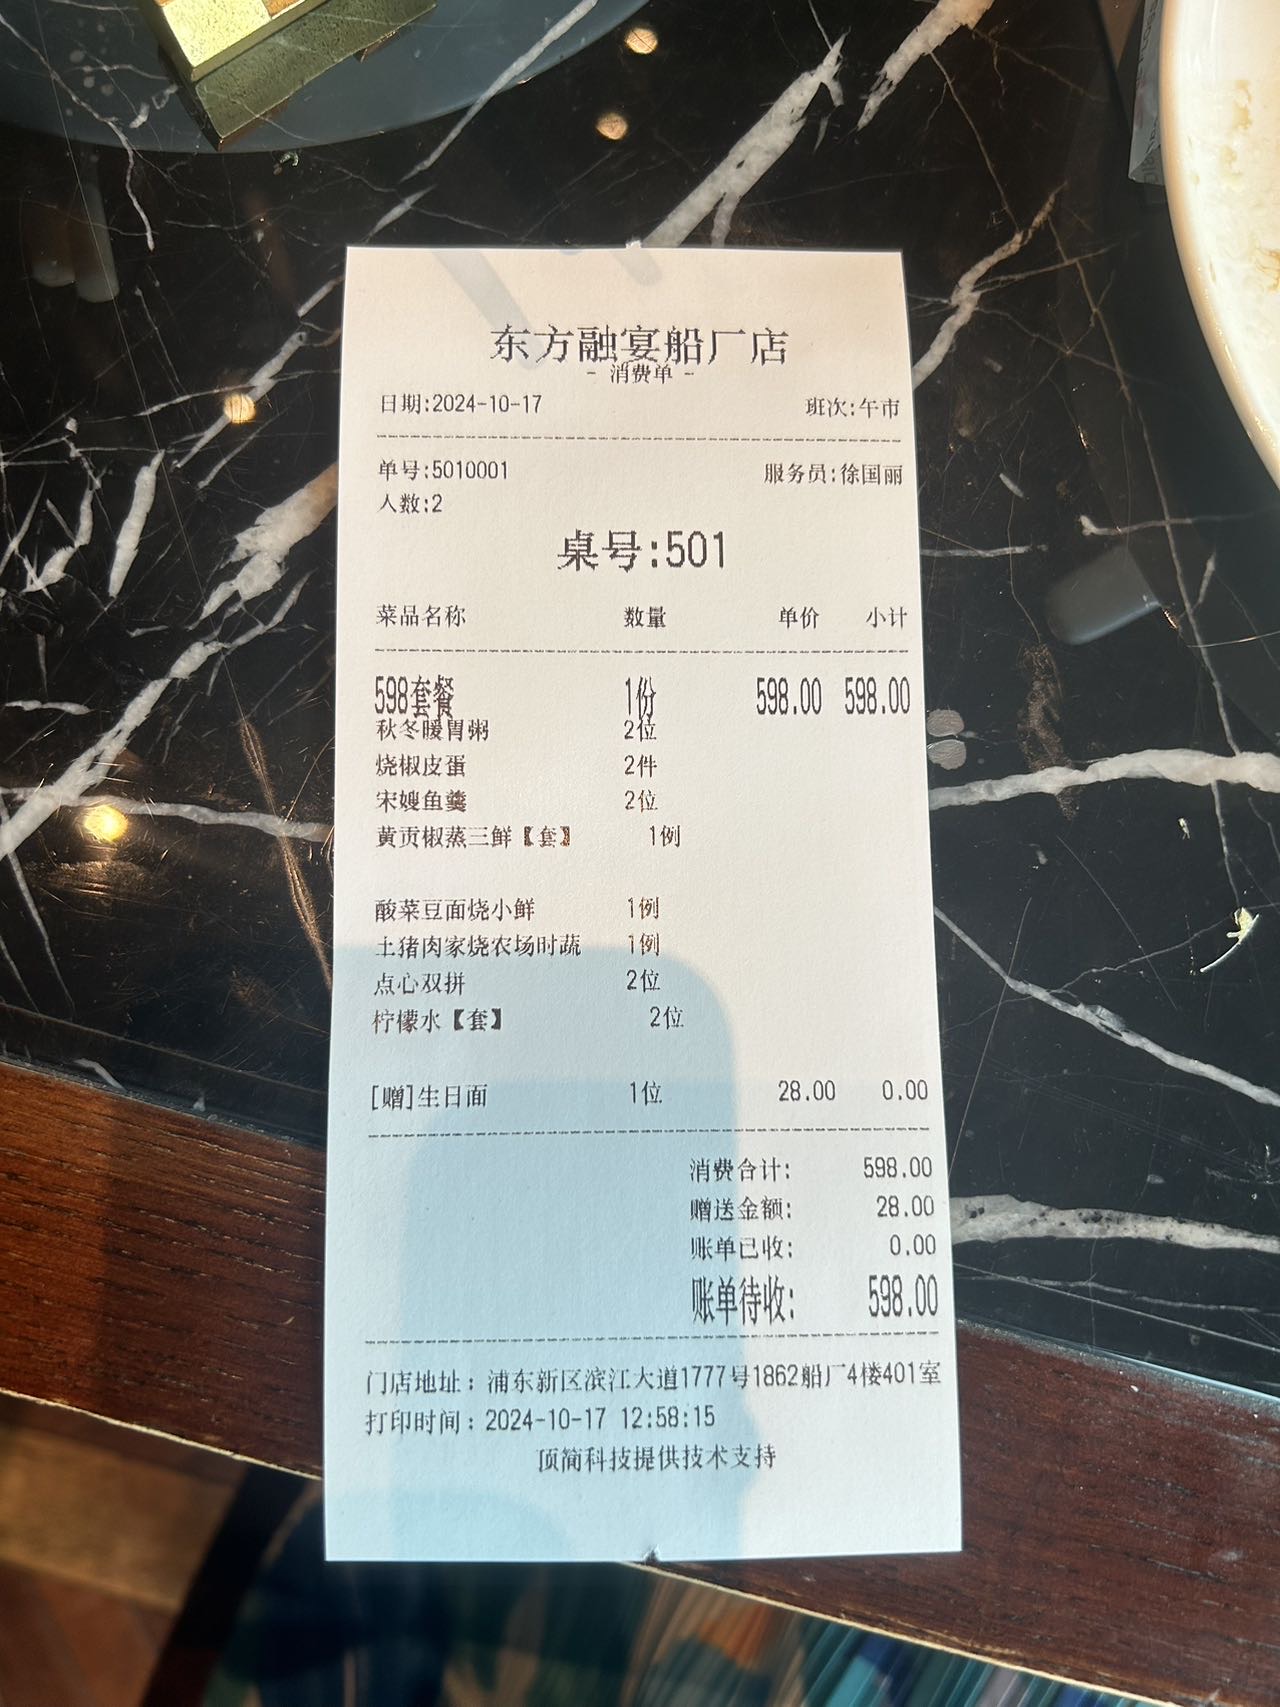 东方融宴船厂店
- 消费单 -
日期:2024-10-17 班次:午市
单号:5010001 服务员:徐国丽
人数:2
桌号:501
菜品名称 数量 单价 小计
598套餐 1份 598.00 598.00
秋冬暖胃粥 2位
烧椒皮蛋 2件
宋嫂鱼羹 2位
黄贡椒蒸三鲜【套】 1例
酸菜豆面烧小鲜 1例
土猪肉家烧农场时蔬 1例
点心双拼 2位
柠檬水【套】 2位
[赠]生日面 1位 28.00 0.00
消费合计: 598.00
赠送金额: 28.00
账单已收: 0.00
账单待收: 598.00
门店地址：浦东新区滨江大道1777号1862船厂4楼401室
打印时间：2024-10-17 12:58:15
顶简科技提供技术支持